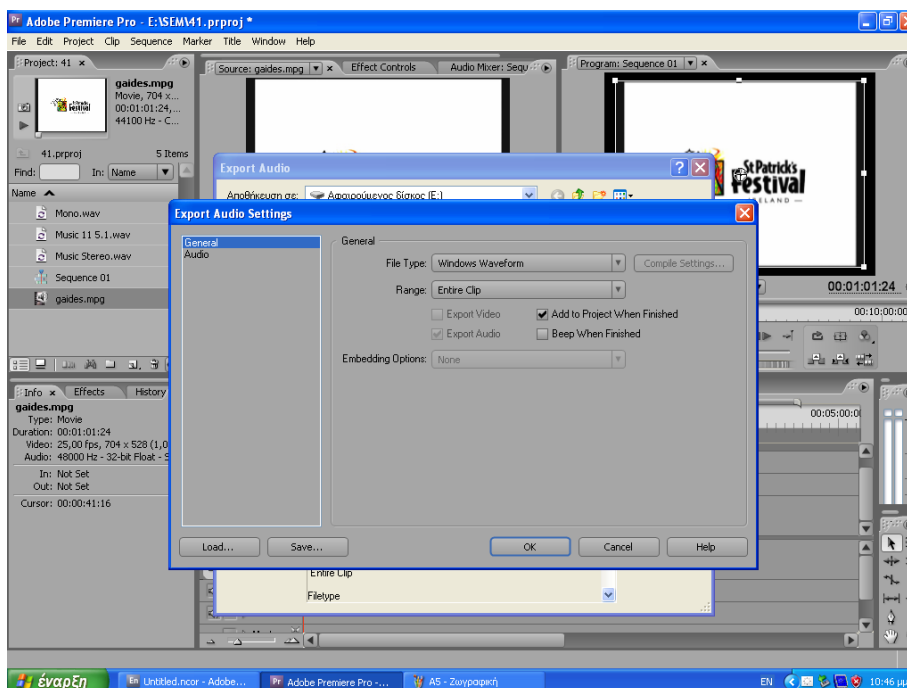 Adobe Premiere Pro - E:\SEM\41.prproj *
File Edit Project Clip Sequence Marker Title Window Help
Project: 41
gaides.mpg
Movie, 704 x...
00:01:01:24,...
44100 Hz - C...
41.prproj 5 Items
Find: In: Name
Name
Mono.wav
Music 11 5.1.wav
Music Stereo.wav
Sequence 01
gaides.mpg
Source: gaides.mpg Effect Controls Audio Mixer: Sequ
Program: Sequence 01
St Patrick's
Festival
00:01:01:24
00:10:00:00
Export Audio
Αποθήκευση σε: Αφαιρούμενος δίσκος (E:)
Export Audio Settings
General
Audio
General
File Type: Windows Waveform Compile Settings...
Range: Entire Clip
Export Video Add to Project When Finished
Export Audio Beep When Finished
Embedding Options: None
Load... Save... OK Cancel Help
Entire Clip
Filetype
Info Effects History
gaides.mpg
Type: Movie
Duration: 00:01:01:24
Video: 25,00 fps, 704 x 528 (1,0
Audio: 48000 Hz - 32-bit Float - S
In: Not Set
Out: Not Set
Cursor: 00:00:41:16
00:05:00:0
έναρξη Untitled.ncor - Adobe... Adobe Premiere Pro -... A5 - Ζωγραφική EN 10:46 μμ